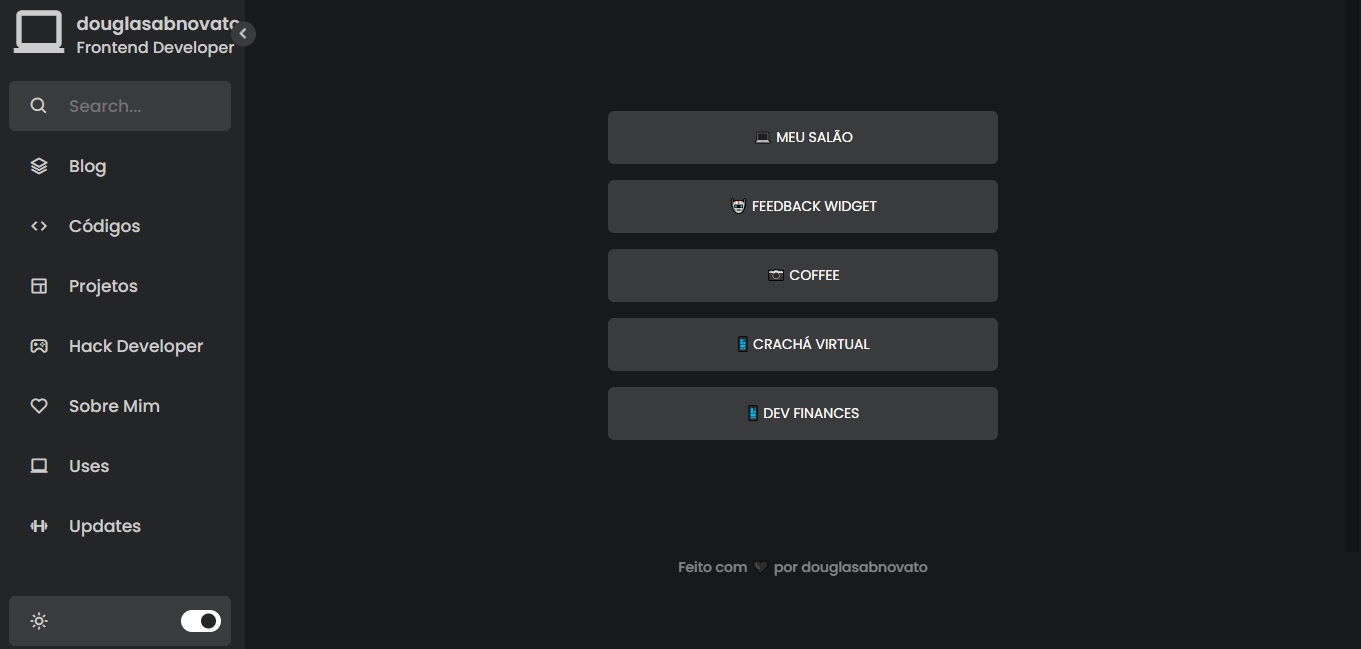 douglasabnovato
Frontend Developer
Search...
Blog
Códigos
Projetos
Hack Developer
Sobre Mim
Uses
Updates
MEU SALÃO
FEEDBACK WIDGET
COFFEE
CRACHÁ VIRTUAL
DEV FINANCES
Feito com 🖤 por douglasabnovato